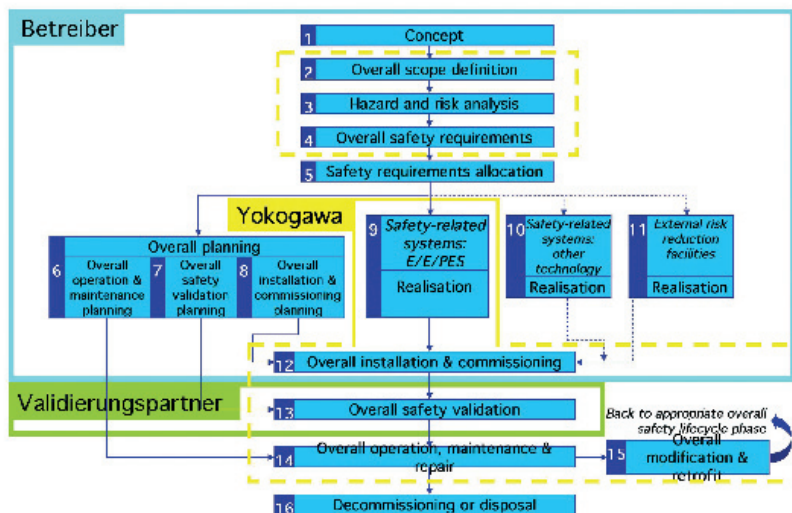 Betreiber
1 Concept
2 Overall scope definition
3 Hazard and risk analysis
4 Overall safety requirements
5 Safety requirements allocation
Yokogawa
Overall planning
6 Overall
operation &
maintenance
planning
7 Overall
safety
validation
planning
8 Overall
installation &
commissioning
planning
9 Safety-related
systems:
E/E/PES
Realisation
10 Safety-related
systems:
other
technology
Realisation
11 External risk
reduction
facilities
Realisation
12 Overall installation & commissioning
Validierungspartner
13 Overall safety validation
Back to appropriate overall
safety lifecycle phase
14 Overall operation, maintenance &
repair
15 Overall
modification &
retrofit
16 Decommissioning or disposal